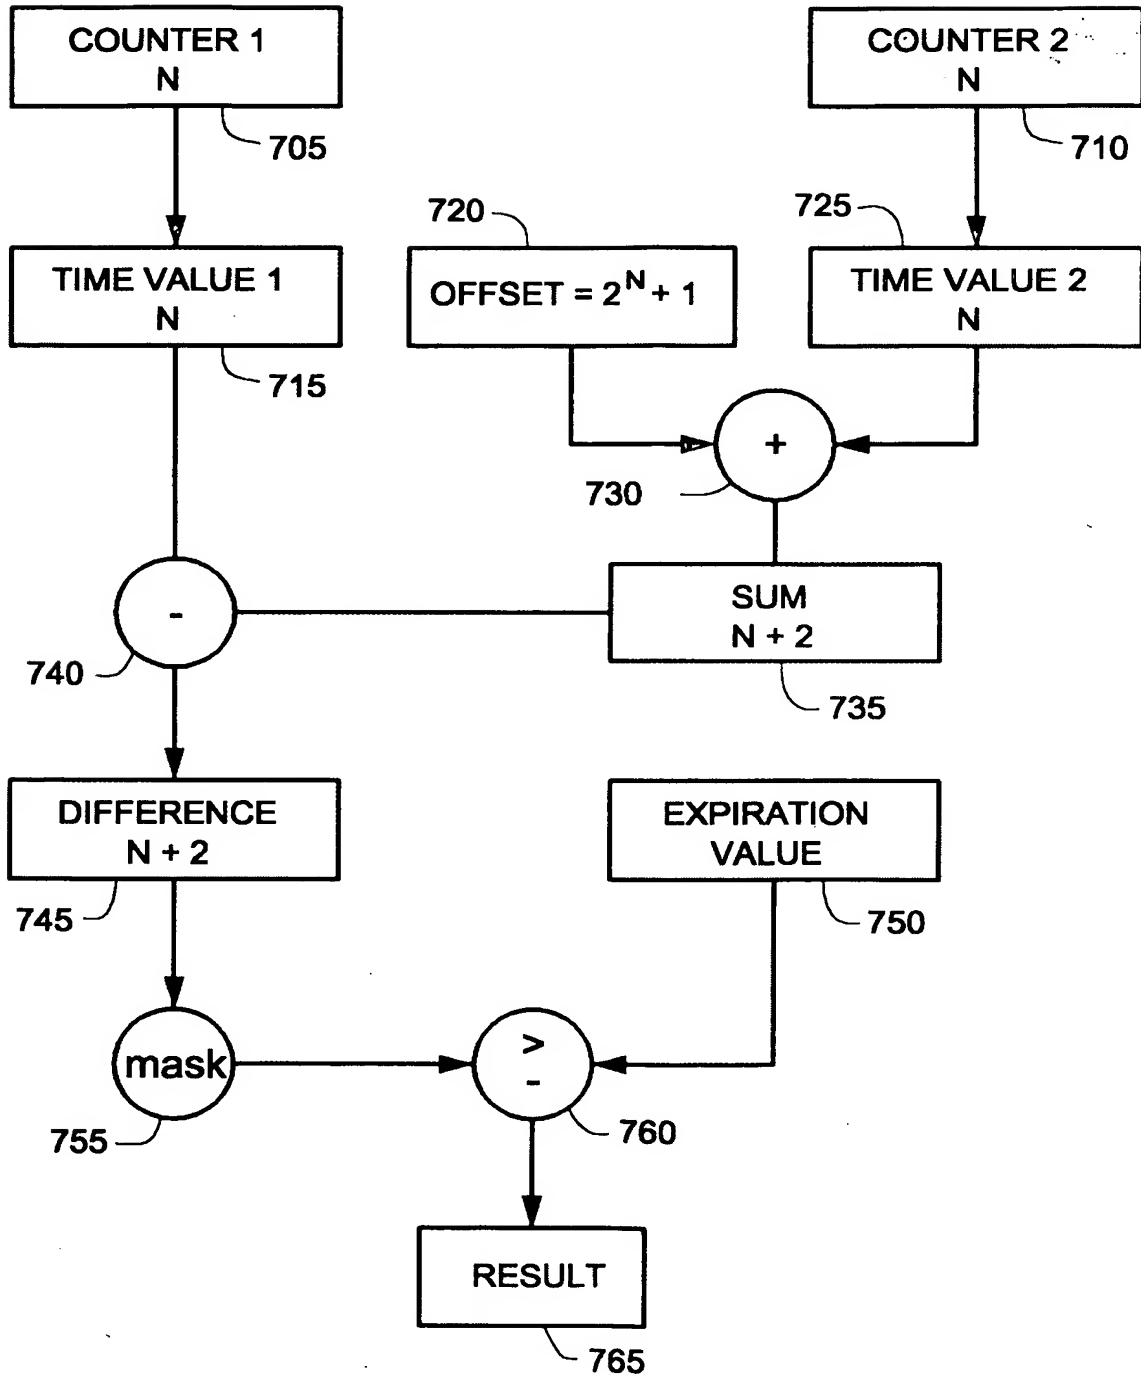 COUNTER 1
N
705
COUNTER 2
N
710
TIME VALUE 1
N
715
720
OFFSET = 2^N + 1
725
TIME VALUE 2
N
+
730
-
740
SUM
N + 2
735
DIFFERENCE
N + 2
745
EXPIRATION
VALUE
750
mask
755
>
-
760
RESULT
765